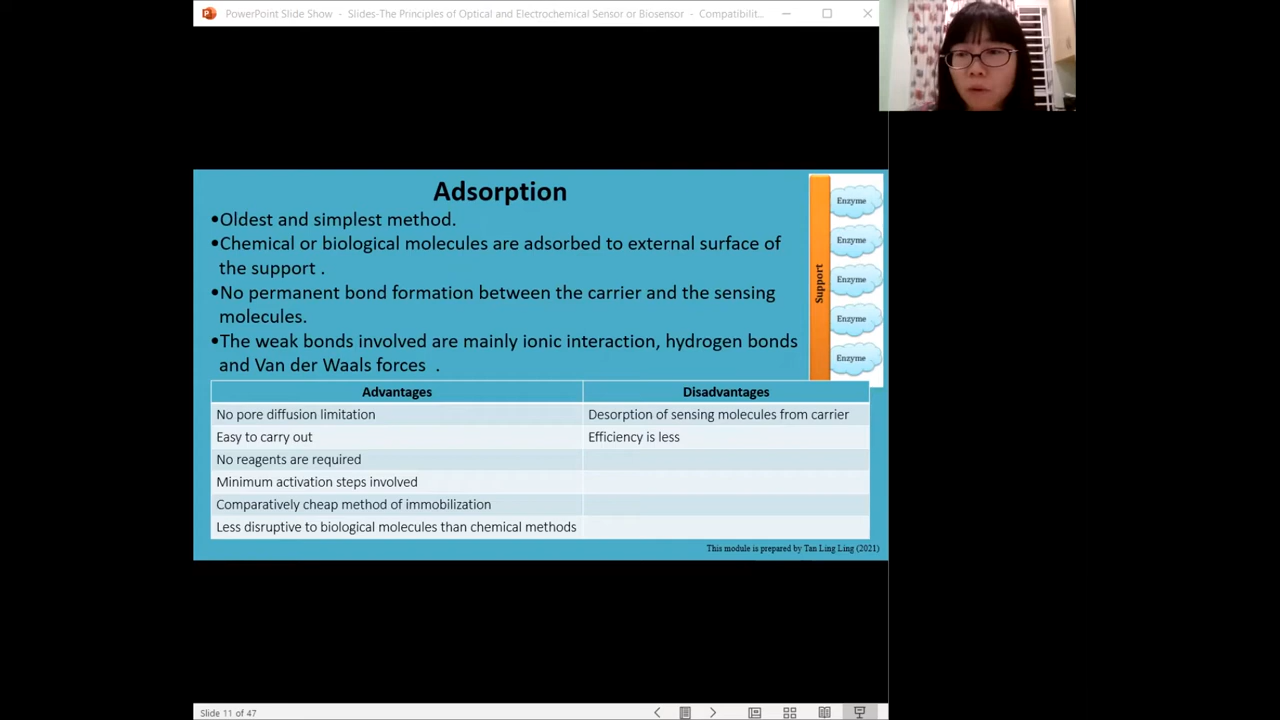 PowerPoint Slide Show - Slides-The Principles of Optical and Electrochemical Sensor or Biosensor - Compatibilit...
Adsorption
•Oldest and simplest method.
•Chemical or biological molecules are adsorbed to external surface of
the support .
•No permanent bond formation between the carrier and the sensing
molecules.
•The weak bonds involved are mainly ionic interaction, hydrogen bonds
and Van der Waals forces .
Support
Enzyme
Enzyme
Enzyme
Enzyme
Enzyme
Advantages Disadvantages
No pore diffusion limitation Desorption of sensing molecules from carrier
Easy to carry out Efficiency is less
No reagents are required
Minimum activation steps involved
Comparatively cheap method of immobilization
Less disruptive to biological molecules than chemical methods
This module is prepared by Tan Ling Ling (2021)
Slide 11 of 47